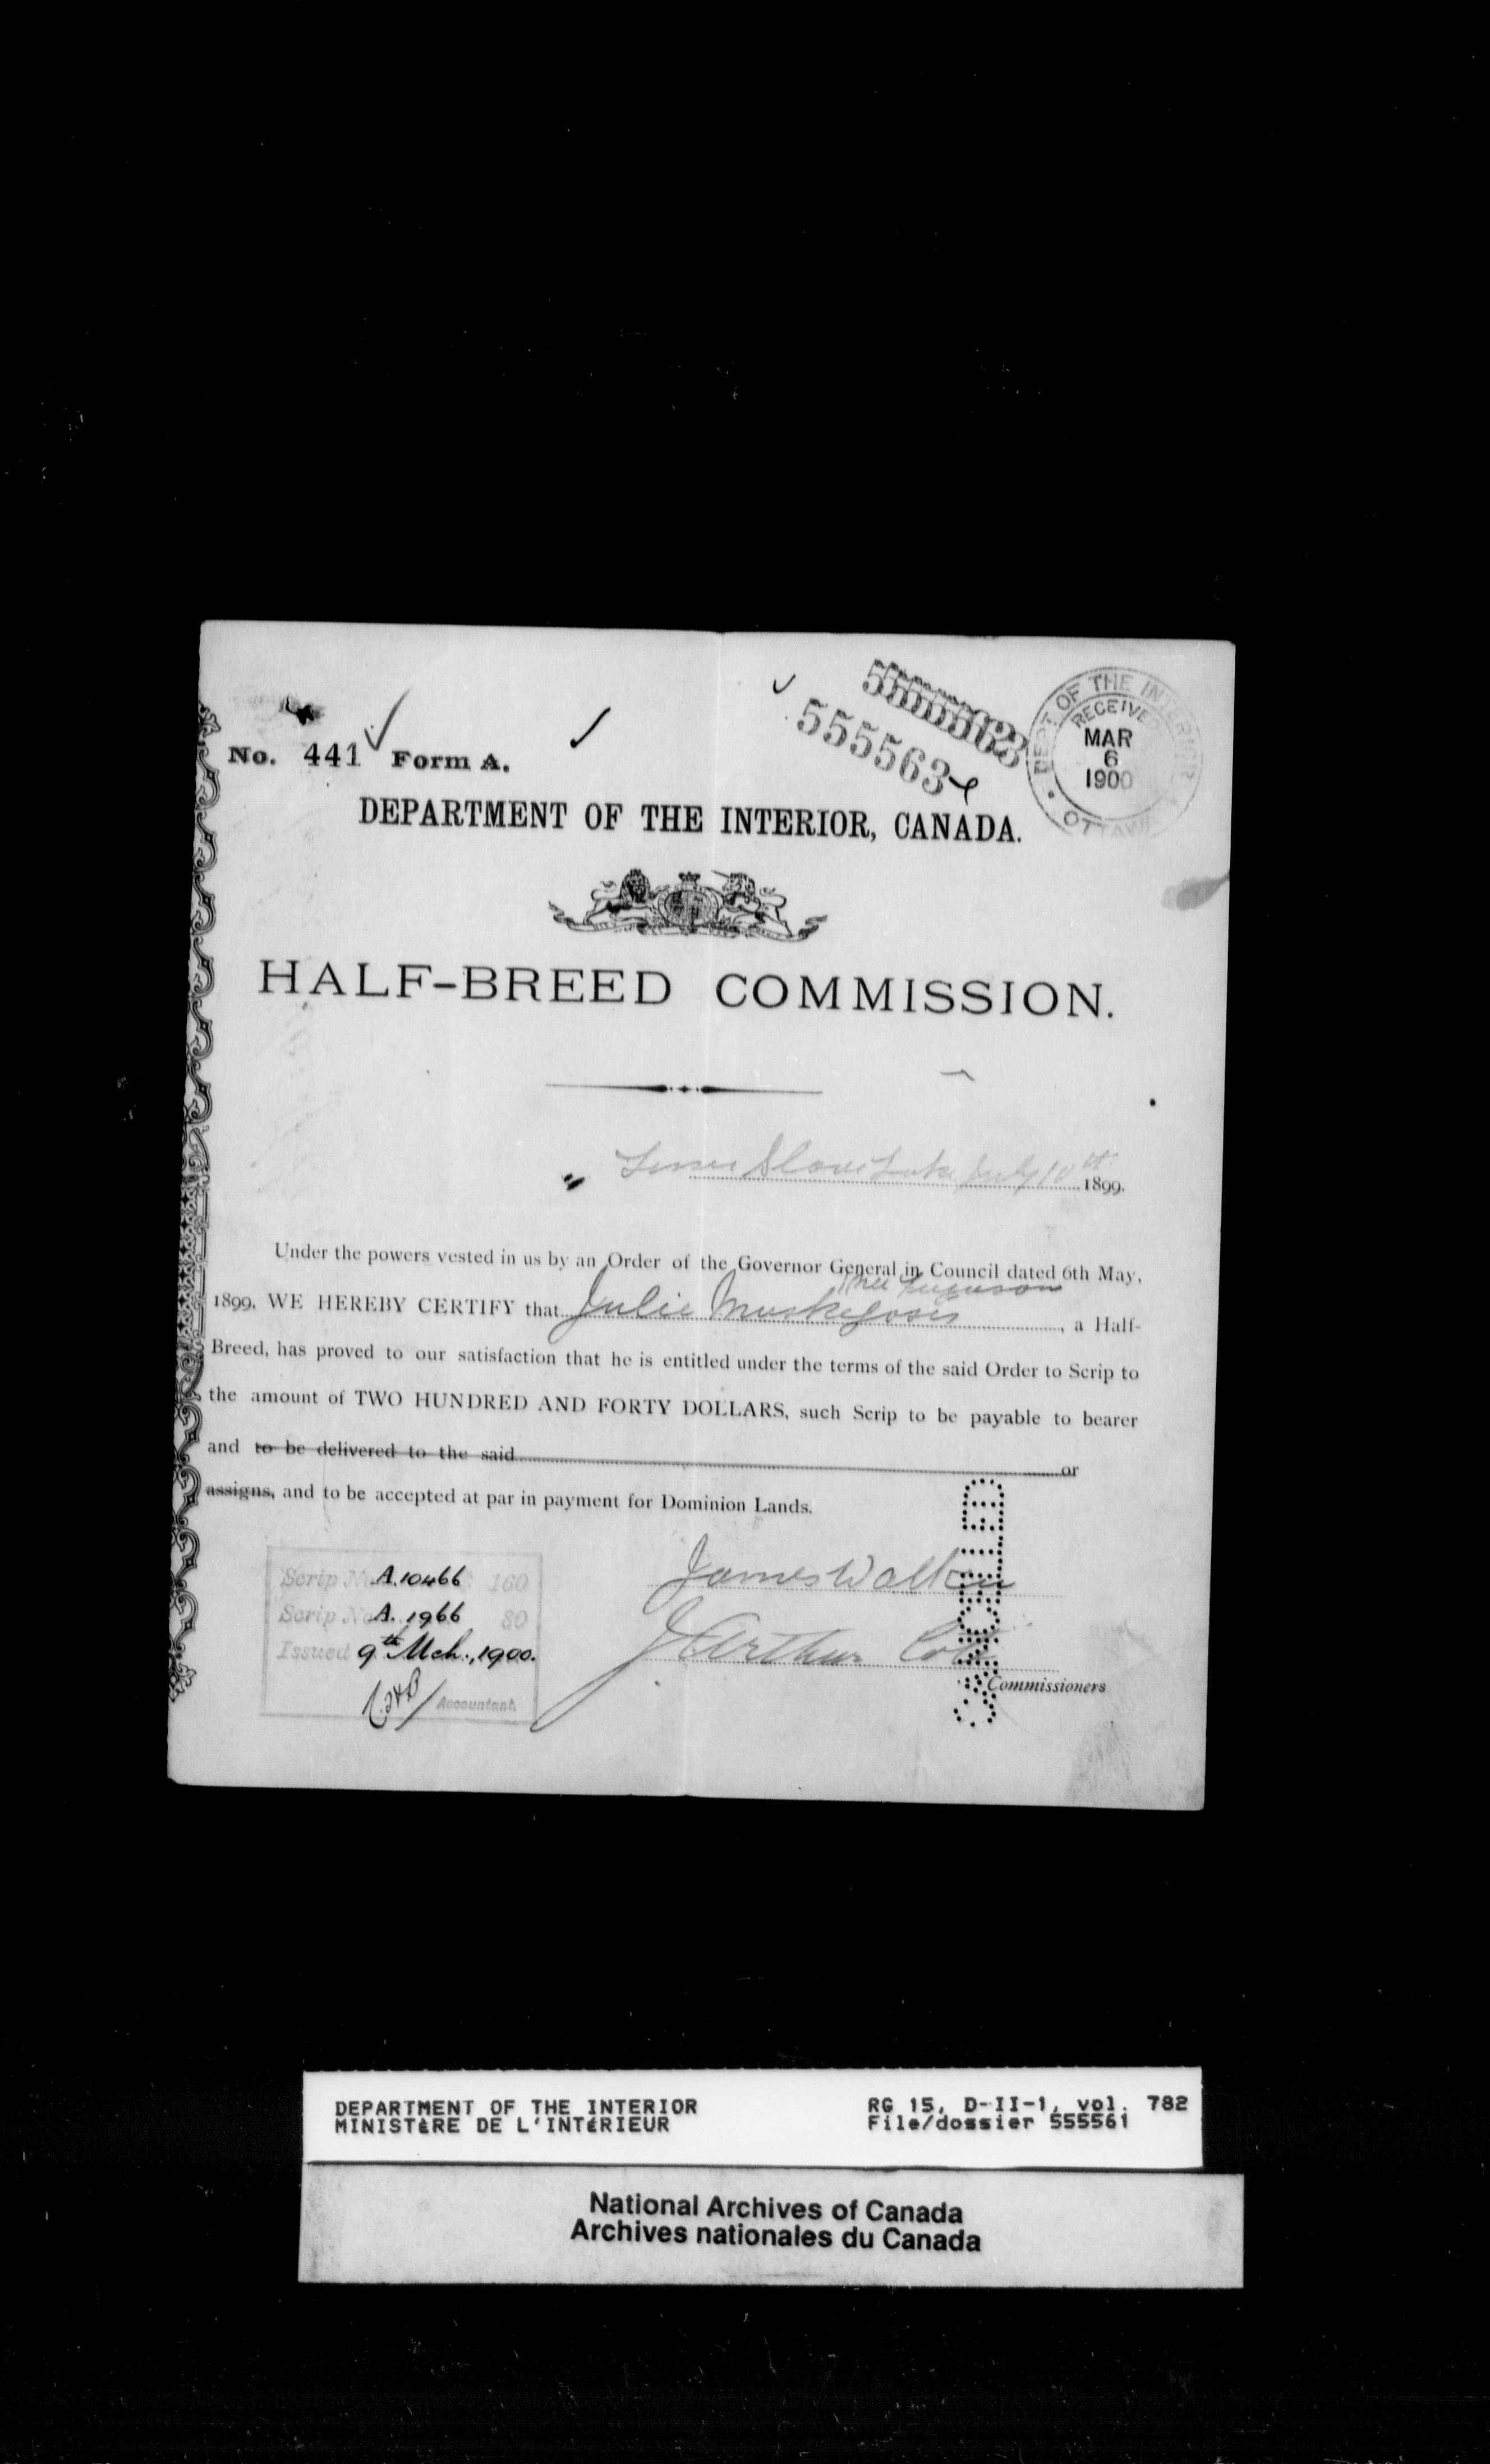 555563
555563
DEPT OF THE INTERIOR
RECEIVED
MAR
6
1900
OTTAWA
No. 441 Form A.
DEPARTMENT OF THE INTERIOR, CANADA.
HALF-BREED COMMISSION.
Lesser Slave Lake July 10th 1899.
Under the powers vested in us by an Order of the Governor General in Council dated 6th May,
née Ferguson
1899, WE HEREBY CERTIFY that Julie Muskegosis, a Half-
Breed, has proved to our satisfaction that he is entitled under the terms of the said Order to Scrip to
the amount of TWO HUNDRED AND FORTY DOLLARS, such Scrip to be payable to bearer
and to be delivered to the said or
assigns, and to be accepted at par in payment for Dominion Lands.
Scrip No. A.10466 160
Scrip No. A. 1966 80
Issued 9th Mch., 1900.
Accountant.
James Walker
J Arthur Coté
Commissioners
CANCELLED
DEPARTMENT OF THE INTERIOR
MINISTÈRE DE L'INTÉRIEUR
RG 15, D-II-1, vol. 782
File/dossier 555561
National Archives of Canada
Archives nationales du Canada